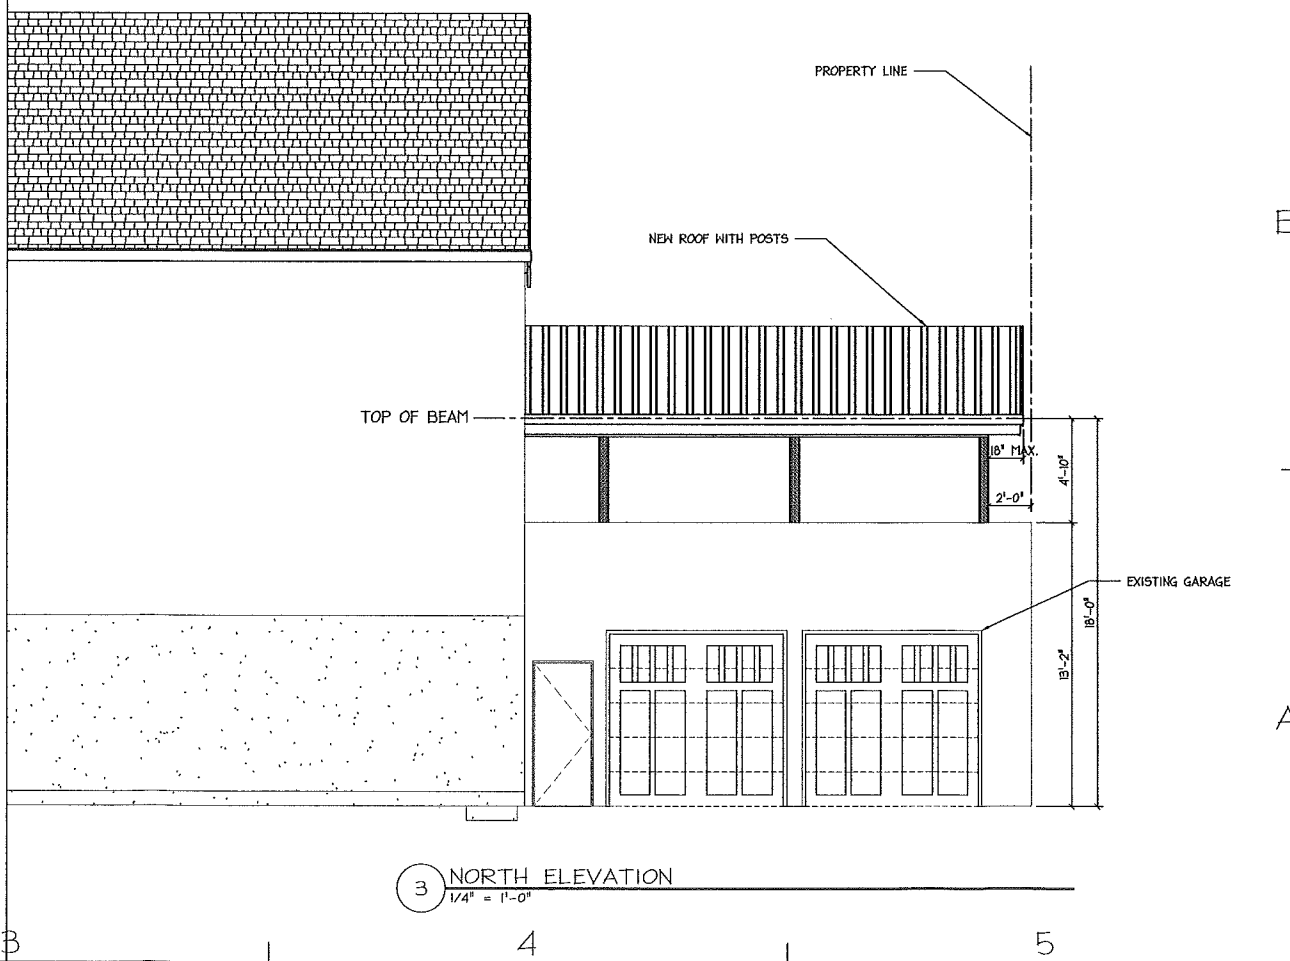 PROPERTY LINE
NEW ROOF WITH POSTS
TOP OF BEAM
18" MAX.
4'-10"
2'-0"
EXISTING GARAGE
18'-0"
13'-2"
3 NORTH ELEVATION
1/4" = 1'-0"
3 4 5
A